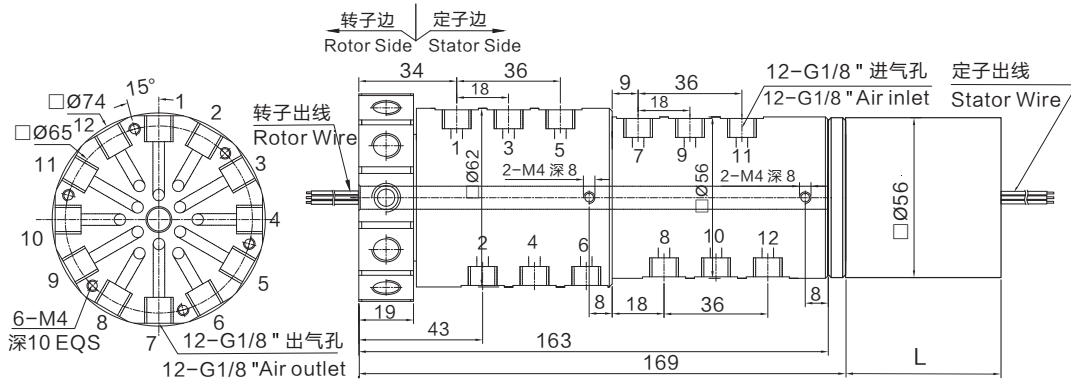 转子边 定子边
Rotor Side Stator Side
34 36 9 36
18 18
12-G1/8 " 进气孔
12-G1/8 "Air inlet
定子出线
Stator Wire
15°
1
□Ø74
2
12
□Ø65
11
3
10
4
9
5
8
6
7
6-M4
深10 EQS
12-G1/8 " 出气孔
12-G1/8 "Air outlet
转子出线
Rotor Wire
1 3 5
7 9 11
□Ø62
2-M4 深 8
□Ø56
2-M4 深 8
□Ø56
2 4 6
8 10 12
19
8
18
36
8
43
163
169
L